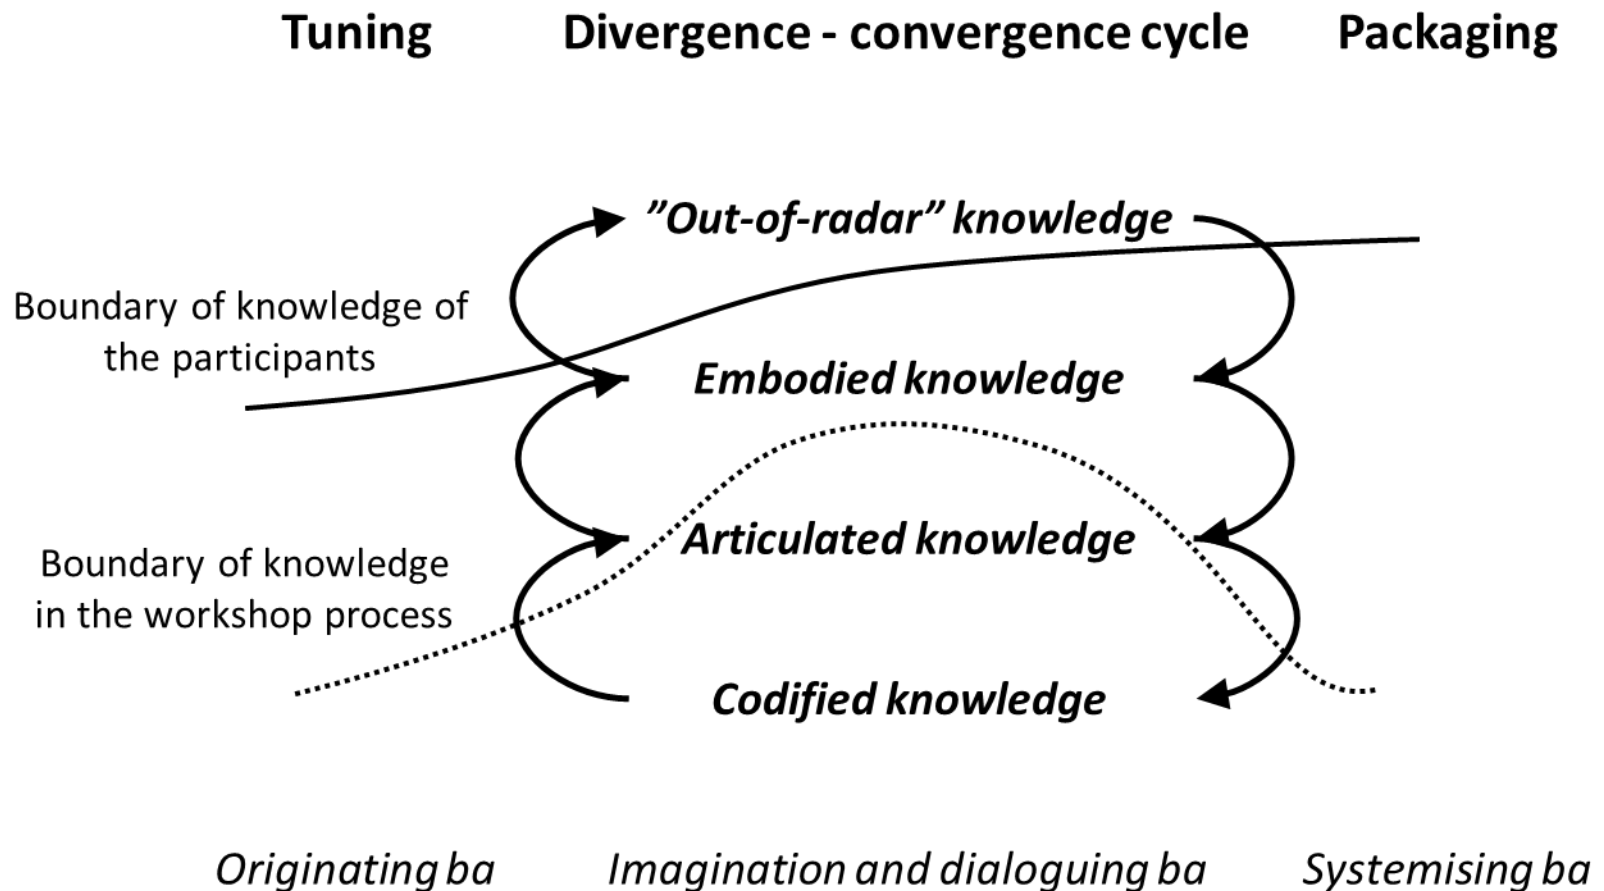 Tuning
Divergence - convergence cycle
Packaging
”Out-of-radar” knowledge
Boundary of knowledge of
the participants
Embodied knowledge
Articulated knowledge
Boundary of knowledge
in the workshop process
Codified knowledge
Originating ba
Imagination and dialoguing ba
Systemising ba